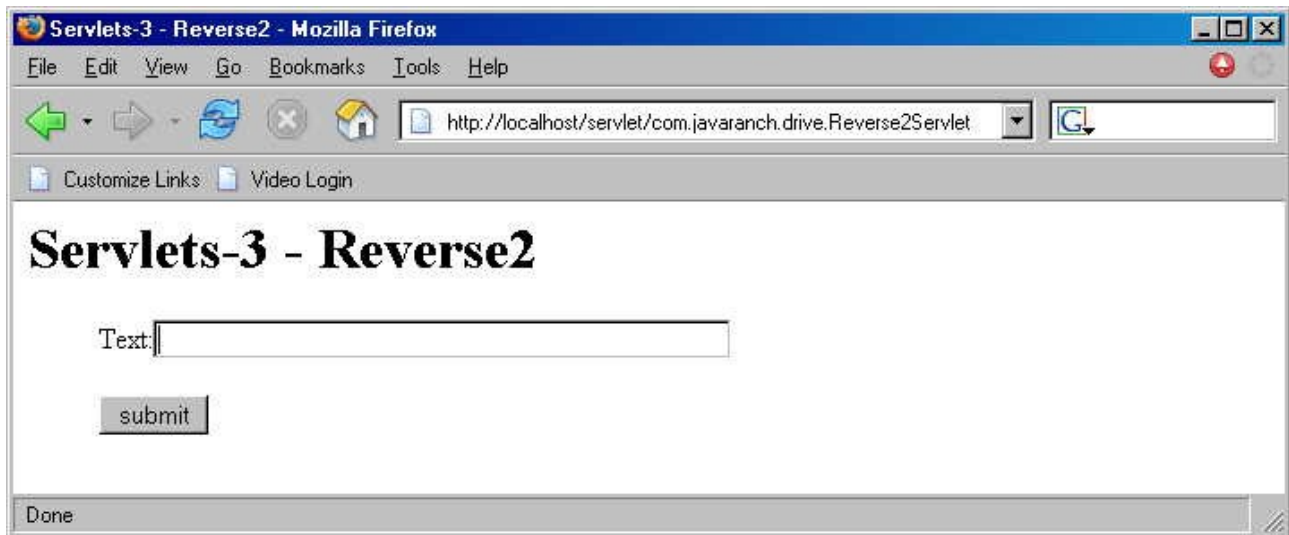 Servlets-3 - Reverse2 - Mozilla Firefox
File Edit View Go Bookmarks Tools Help
http://localhost/servlet/com.javaranch.drive.Reverse2Servlet G
Customize Links Video Login
Servlets-3 - Reverse2
Text:
submit
Done